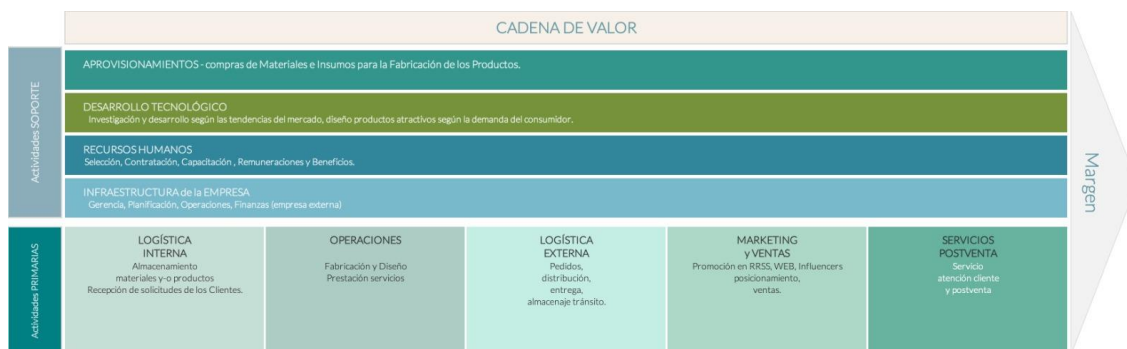 CADENA DE VALOR
Actividades SOPORTE
APROVISIONAMIENTOS - compras de Materiales e Insumos para la Fabricación de los Productos.
DESARROLLO TECNOLÓGICO
Investigación y desarrollo según las tendencias del mercado, diseño productos atractivos según la demanda del consumidor.
RECURSOS HUMANOS
Selección, Contratación, Capacitación , Remuneraciones y Beneficios.
INFRAESTRUCTURA de la EMPRESA
Gerencia, Planificación, Operaciones, Finanzas (empresa externa)
Margen
Actividades PRIMARIAS
LOGÍSTICA
INTERNA
Almacenamiento
materiales y-o productos
Recepción de solicitudes de los Clientes.
OPERACIONES
Fabricación y Diseño
Prestación servicios
LOGÍSTICA
EXTERNA
Pedidos,
distribución,
entrega,
almacenaje tránsito.
MARKETING
y VENTAS
Promoción en RRSS, WEB, Influencers
posicionamiento,
ventas.
SERVICIOS
POSTVENTA
Servicio
atención cliente
y postventa